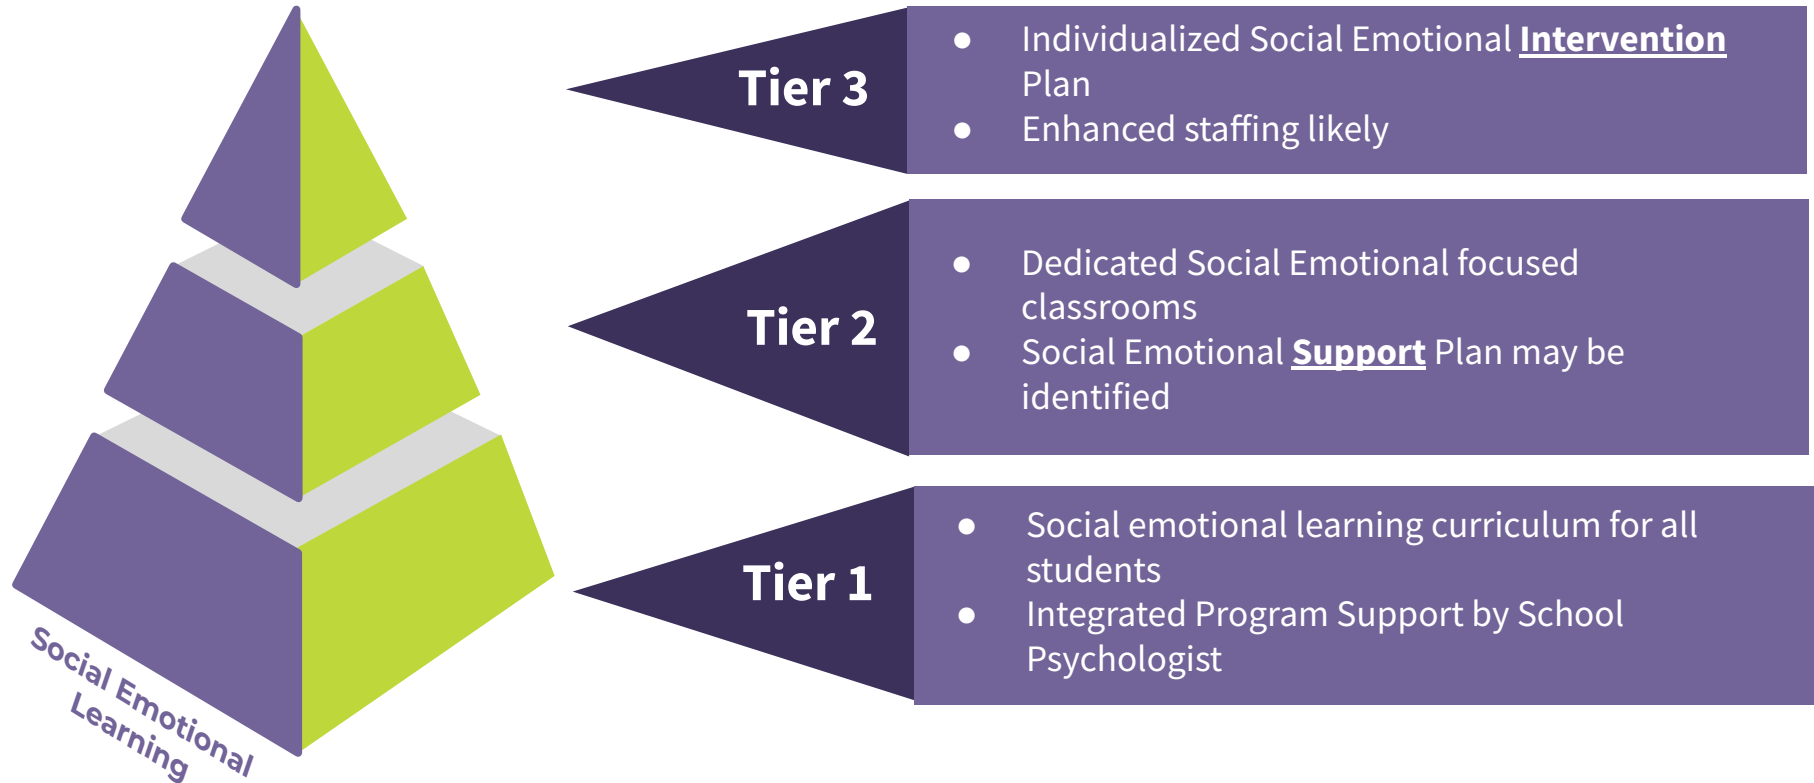 Tier 3
● Individualized Social Emotional Intervention
Plan
● Enhanced staffing likely
Tier 2
● Dedicated Social Emotional focused
classrooms
● Social Emotional Support Plan may be
identified
Tier 1
● Social emotional learning curriculum for all
students
● Integrated Program Support by School
Psychologist
Social Emotional
Learning